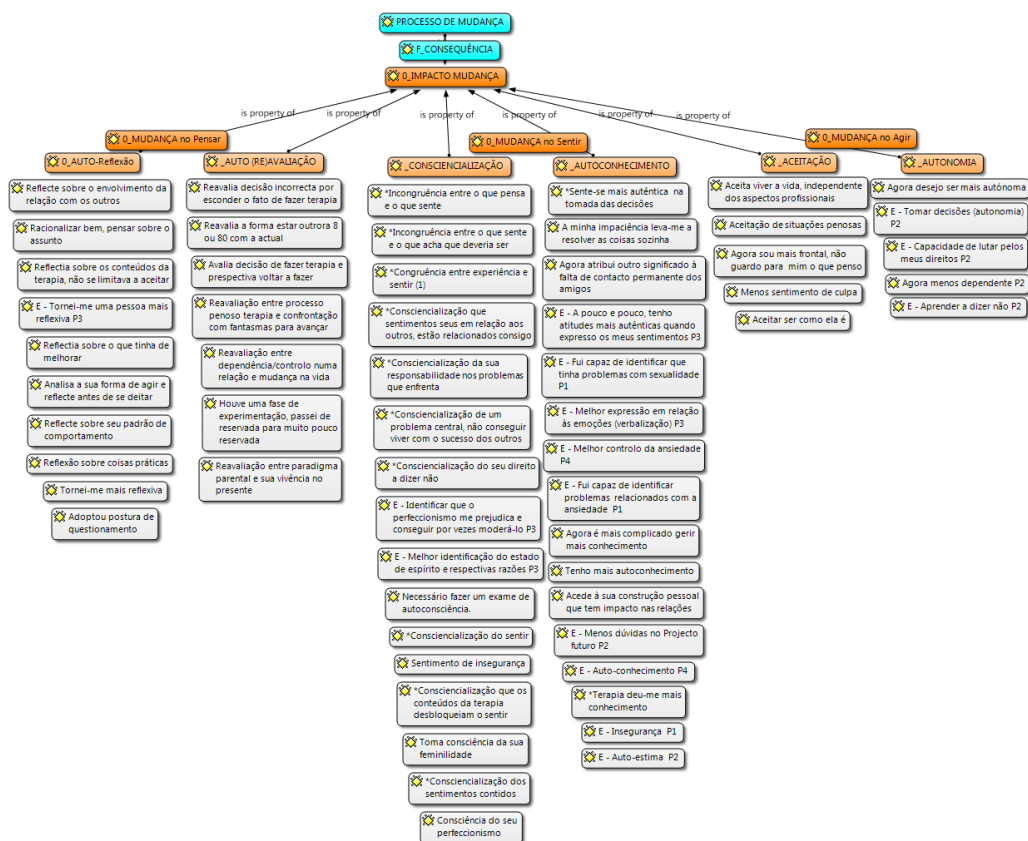 PROCESSO DE MUDANÇA
F_CONSEQUÊNCIA
0_IMPACTO MUDANÇA
is property of
is property of
is property of
is property of
is property of
is property of
0_MUDANÇA no Pensar
0_MUDANÇA no Sentir
0_MUDANÇA no Agir
0_AUTO-Reflexão
Reflecte sobre o envolvimento da
relação com os outros
Racionalizar bem, pensar sobre o
assunto
Reflectia sobre os conteúdos da
terapia, não se limitava a aceitar
E - Tornei-me uma pessoa mais
reflexiva P3
Reflectia sobre o que tinha de
melhorar
Analisa a sua forma de agir e
reflecte antes de se deitar
Reflecte sobre seu padrão de
comportamento
Reflexão sobre coisas práticas
Tornei-me mais reflexiva
Adoptou postura de
questionamento
_AUTO (RE)AVALIAÇÃO
Reavalia decisão incorrecta por
esconder o fato de fazer terapia
Reavalia a forma estar outrora 8
ou 80 com a actual
Avalia decisão de fazer terapia e
prespectiva voltar a fazer
Reavaliação entre processo
penoso terapia e confrontação
com fantasmas para avançar
Reavaliação entre
dependência/controlo numa
relação e mudança na vida
Houve uma fase de
experimentação, passei de
reservada para muito pouco
reservada
Reavaliação entre paradigma
parental e sua vivência no
presente
_CONSCIENCIALIZAÇÃO
*Incongruência entre o que pensa
e o que sente
*Incongruência entre o que sente
e o que acha que deveria ser
*Congruência entre experiência e
sentir (1)
*Consciencialização que
sentimentos seus em relação aos
outros, estão relacionados consigo
*Consciencialização da sua
responsabilidade nos problemas
que enfrenta
*Consciencialização de um
problema central, não conseguir
viver com o sucesso dos outros
*Consciencialização do seu direito
a dizer não
E - Identificar que o
perfeccionismo me prejudica e
conseguir por vezes moderá-lo P3
E - Melhor identificação do estado
de espírito e respectivas razões P3
Necessário fazer um exame de
autoconsciência.
*Consciencialização do sentir
Sentimento de insegurança
*Consciencialização que os
conteúdos da terapia
desbloqueiam o sentir
Toma consciência da sua
feminilidade
*Consciencialização dos
sentimentos contidos
Consciência do seu
perfeccionismo
_AUTOCONHECIMENTO
*Sente-se mais autêntica na
tomada das decisões
A minha impaciência leva-me a
resolver as coisas sozinha
Agora atribui outro significado à
falta de contacto permanente dos
amigos
E - A pouco e pouco, tenho
atitudes mais autênticas quando
expresso os meus sentimentos P3
E - Fui capaz de identificar que
tinha problemas com sexualidade
P1
E - Melhor expressão em relação
às emoções (verbalização) P3
E - Melhor controlo da ansiedade
P4
E - Fui capaz de identificar
problemas relacionados com a
ansiedade P1
Agora é mais complicado gerir
mais conhecimento
Tenho mais autoconhecimento
Acede à sua construção pessoal
que tem impacto nas relações
E - Menos dúvidas no Projecto
futuro P2
E - Auto-conhecimento P4
*Terapia deu-me mais
conhecimento
E - Insegurança P1
E - Auto-estima P2
_ACEITAÇÃO
Aceita viver a vida, independente
dos aspectos profissionais
Aceitação de situações penosas
Agora sou mais frontal, não
guardo para mim o que penso
Menos sentimento de culpa
Aceitar ser como ela é
_AUTONOMIA
Agora desejo ser mais autónoma
E - Tomar decisões (autonomia)
P2
E - Capacidade de lutar pelos
meus direitos P2
Agora menos dependente P2
E - Aprender a dizer não P2